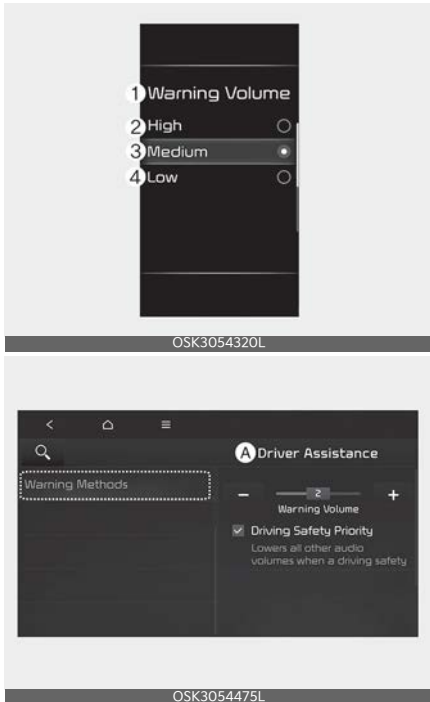 1 Warning Volume
2 High
3 Medium
4 Low
OSK3054320L
A Driver Assistance
Warning Methods
− 2 +
Warning Volume
Driving Safety Priority
Lowers all other audio
volumes when a driving safety
OSK3054475L